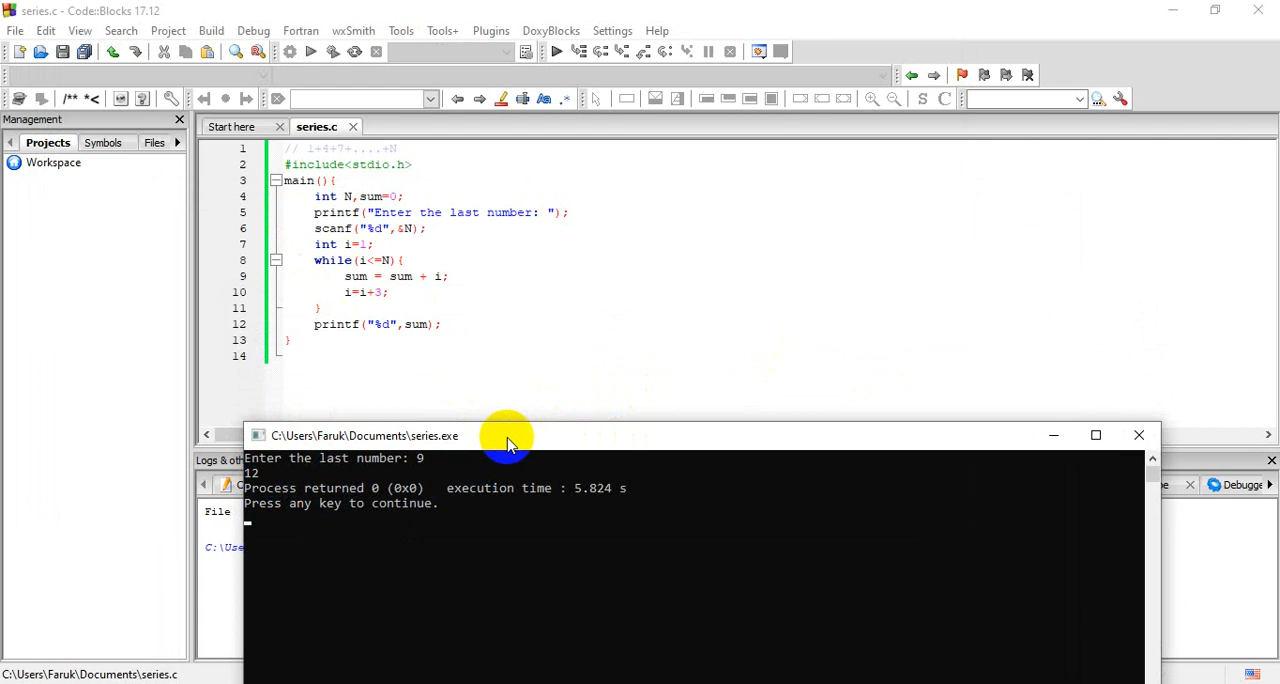 series.c - Code::Blocks 17.12
File Edit View Search Project Build Debug Fortran wxSmith Tools Tools+ Plugins DoxyBlocks Settings Help
/** *<
S C
Management
Start here series.c
Projects Symbols Files
Workspace
1 // 1+4+7+....+N
2 #include<stdio.h>
3 main(){
4 int N,sum=0;
5 printf("Enter the last number: ");
6 scanf("%d",&N);
7 int i=1;
8 while(i<=N){
9 sum = sum + i;
10 i=i+3;
11 }
12 printf("%d",sum);
13 }
14
C:\Users\Faruk\Documents\series.exe
Logs & oth
Debugge
File
C:\Use
Enter the last number: 9
12
Process returned 0 (0x0) execution time : 5.824 s
Press any key to continue.
C:\Users\Faruk\Documents\series.c